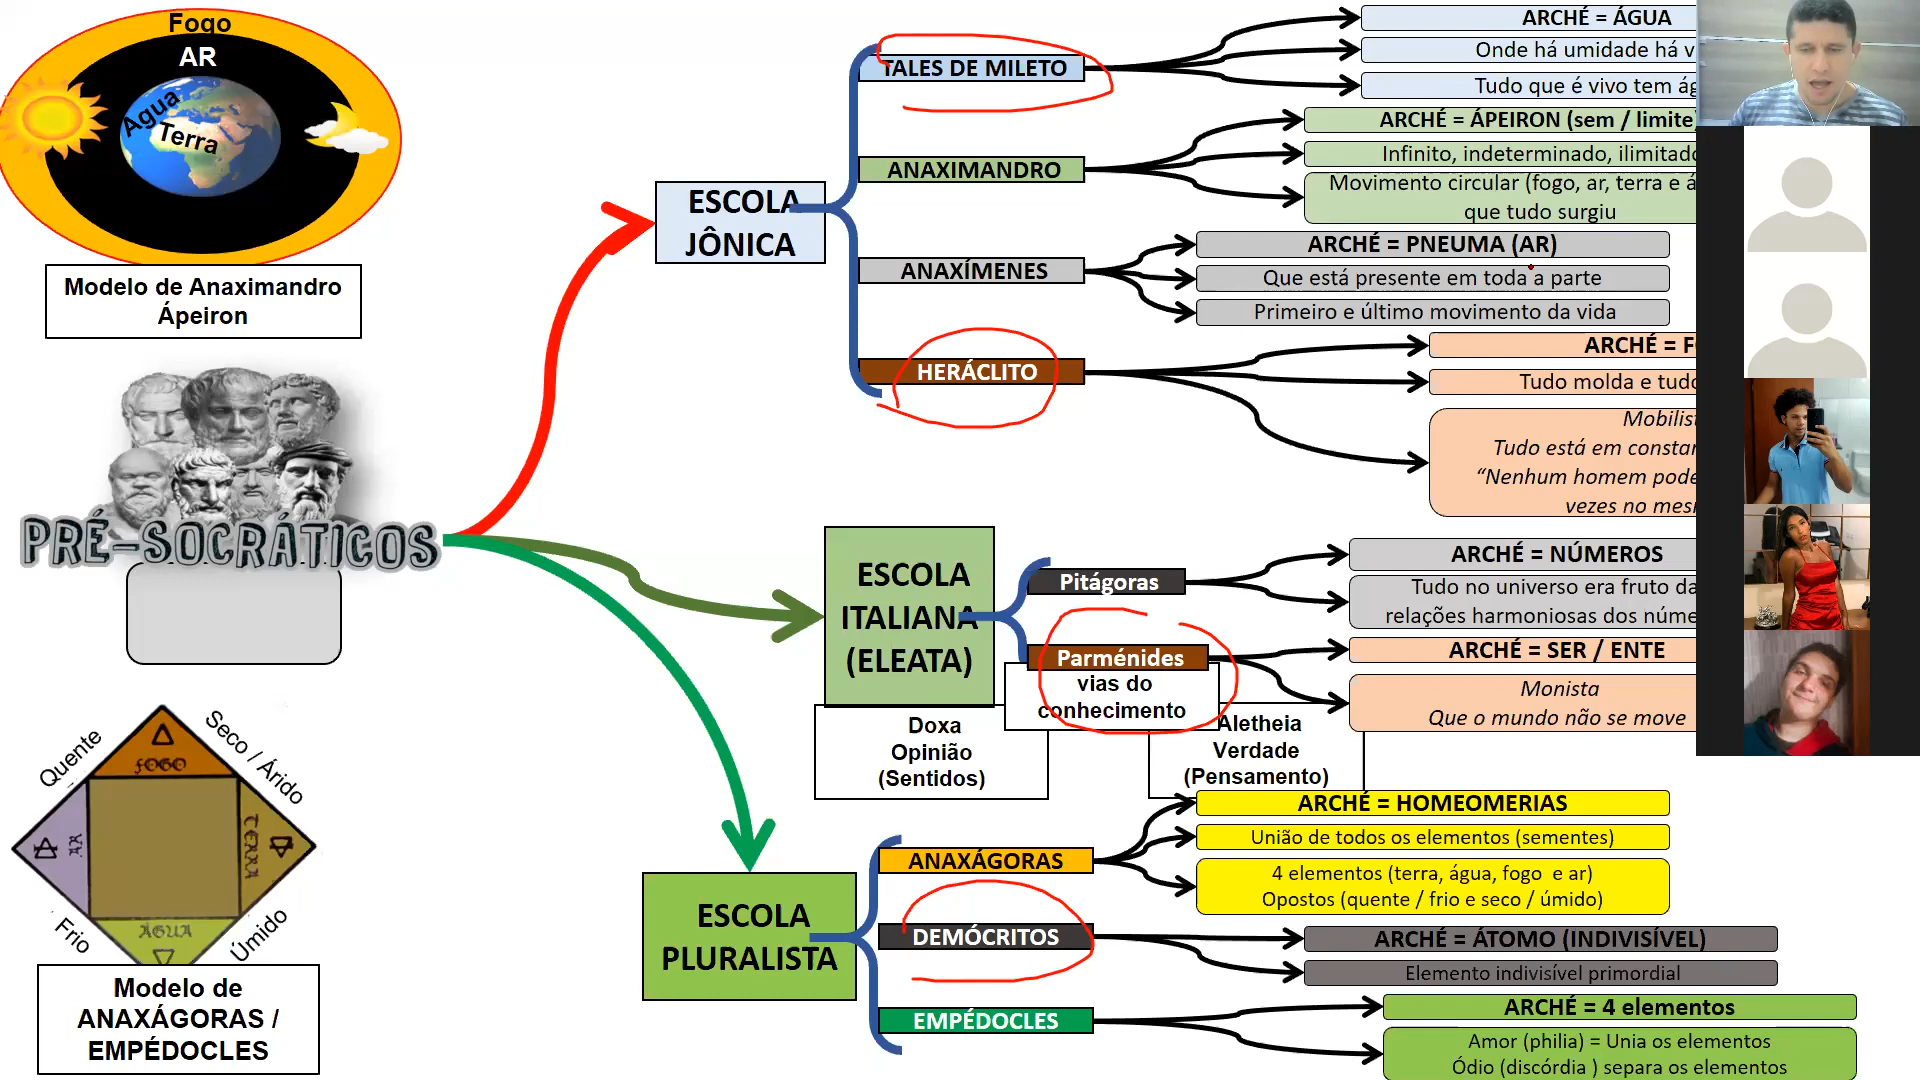 Fogo
AR
Agua
Terra
Modelo de Anaximandro
Ápeiron
PRÉ-SOCRÁTICOS
Quente
Seco / Árido
FOGO
AR
TERRA
ÁGUA
Frio
Úmido
Modelo de
ANAXÁGORAS /
EMPÉDOCLES
ESCOLA
JÔNICA
TALES DE MILETO
ARCHÉ = ÁGUA
Onde há umidade há v
Tudo que é vivo tem ág
ANAXIMANDRO
ARCHÉ = ÁPEIRON (sem / limite)
Infinito, indeterminado, ilimitado
Movimento circular (fogo, ar, terra e á
que tudo surgiu
ANAXÍMENES
ARCHÉ = PNEUMA (AR)
Que está presente em toda a parte
Primeiro e último movimento da vida
HERÁCLITO
ARCHÉ = F
Tudo molda e tudo
Mobilist
Tudo está em constan
“Nenhum homem pode
vezes no mesm
ESCOLA
ITALIANA
(ELEATA)
Pitágoras
ARCHÉ = NÚMEROS
Tudo no universo era fruto da
relações harmoniosas dos núme
Parménides
vias do
conhecimento
ARCHÉ = SER / ENTE
Monista
Que o mundo não se move
Doxa
Opinião
(Sentidos)
Aletheia
Verdade
(Pensamento)
ESCOLA
PLURALISTA
ANAXÁGORAS
ARCHÉ = HOMEOMERIAS
União de todos os elementos (sementes)
4 elementos (terra, água, fogo  e ar)
Opostos (quente / frio e seco / úmido)
DEMÓCRITOS
ARCHÉ = ÁTOMO (INDIVISÍVEL)
Elemento indivisível primordial
EMPÉDOCLES
ARCHÉ = 4 elementos
Amor (philia) = Unia os elementos
Ódio (discórdia ) separa os elementos